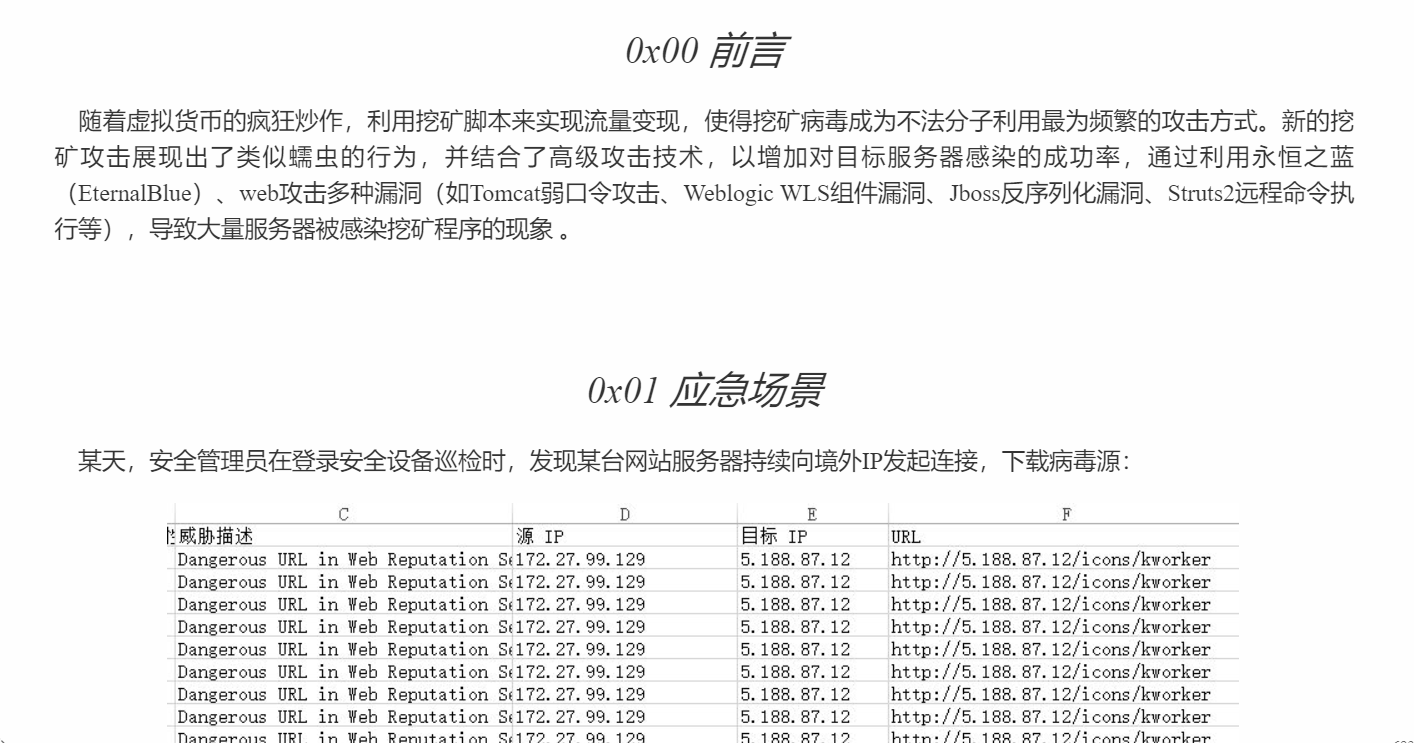 0x00 前言
随着虚拟货币的疯狂炒作，利用挖矿脚本来实现流量变现，使得挖矿病毒成为不法分子利用最为频繁的攻击方式。新的挖
矿攻击展现出了类似蠕虫的行为，并结合了高级攻击技术，以增加对目标服务器感染的成功率，通过利用永恒之蓝
（EternalBlue）、web攻击多种漏洞（如Tomcat弱口令攻击、Weblogic WLS组件漏洞、Jboss反序列化漏洞、Struts2远程命令执
行等），导致大量服务器被感染挖矿程序的现象 。
0x01 应急场景
某天，安全管理员在登录安全设备巡检时，发现某台网站服务器持续向境外IP发起连接，下载病毒源：
C D E F
威胁描述 源 IP 目标 IP URL
Dangerous URL in Web Reputation 172.27.99.129 5.188.87.12 http://5.188.87.12/icons/kworker
Dangerous URL in Web Reputation 172.27.99.129 5.188.87.12 http://5.188.87.12/icons/kworker
Dangerous URL in Web Reputation 172.27.99.129 5.188.87.12 http://5.188.87.12/icons/kworker
Dangerous URL in Web Reputation 172.27.99.129 5.188.87.12 http://5.188.87.12/icons/kworker
Dangerous URL in Web Reputation 172.27.99.129 5.188.87.12 http://5.188.87.12/icons/kworker
Dangerous URL in Web Reputation 172.27.99.129 5.188.87.12 http://5.188.87.12/icons/kworker
Dangerous URL in Web Reputation 172.27.99.129 5.188.87.12 http://5.188.87.12/icons/kworker
Dangerous URL in Web Reputation 172.27.99.129 5.188.87.12 http://5.188.87.12/icons/kworker
Dangerous URL in Web Reputation 172.27.99.129 5.188.87.12 http://5.188.87.12/icons/kworker